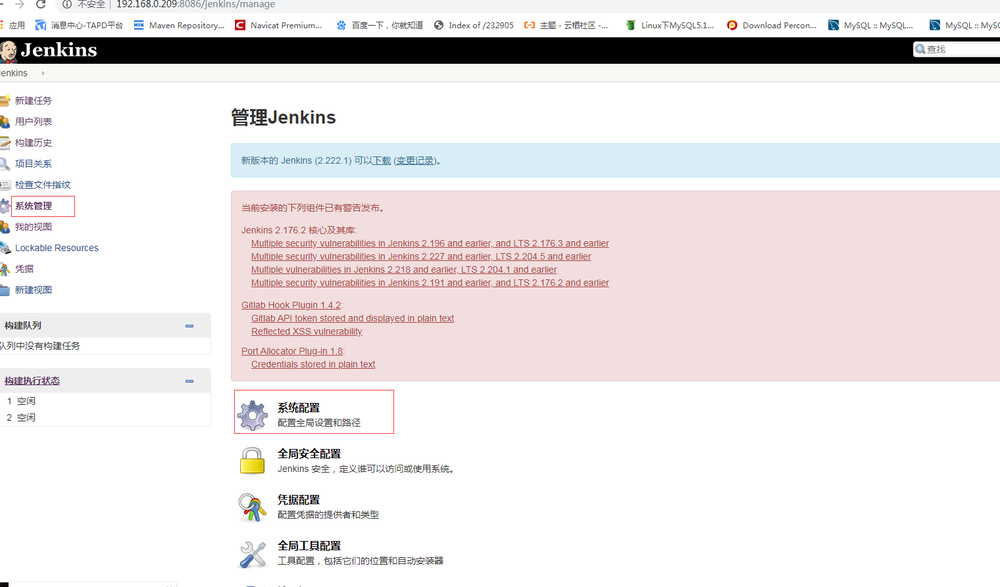 不安全 | 192.168.0.209:8086/jenkins/manage
应用 消息中心-TAPD平台 Maven Repository... Navicat Premium... 百度一下，你就知道 Index of /232905 主题 - 云栖社区 -... Linux下MySQL5.1... Download Percon... MySQL :: MySQL... MySQL :: MySQ
Jenkins
查找
enkins
新建任务
用户列表
构建历史
项目关系
检查文件指纹
系统管理
我的视图
Lockable Resources
凭据
新建视图
构建队列
队列中没有构建任务
构建执行状态
1 空闲
2 空闲
管理Jenkins
新版本的 Jenkins (2.222.1) 可以下载 (变更记录)。
当前安装的下列组件已有警告发布。
Jenkins 2.176.2 核心及其库:
Multiple security vulnerabilities in Jenkins 2.196 and earlier, and LTS 2.176.3 and earlier
Multiple security vulnerabilities in Jenkins 2.227 and earlier, LTS 2.204.5 and earlier
Multiple vulnerabilities in Jenkins 2.218 and earlier, LTS 2.204.1 and earlier
Multiple security vulnerabilities in Jenkins 2.191 and earlier, and LTS 2.176.2 and earlier
Gitlab Hook Plugin 1.4.2:
Gitlab API token stored and displayed in plain text
Reflected XSS vulnerability
Port Allocator Plug-in 1.8:
Credentials stored in plain text
系统配置
配置全局设置和路径
全局安全配置
Jenkins 安全，定义谁可以访问或使用系统。
凭据配置
配置凭据的提供者和类型
全局工具配置
工具配置，包括它们的位置和自动安装器